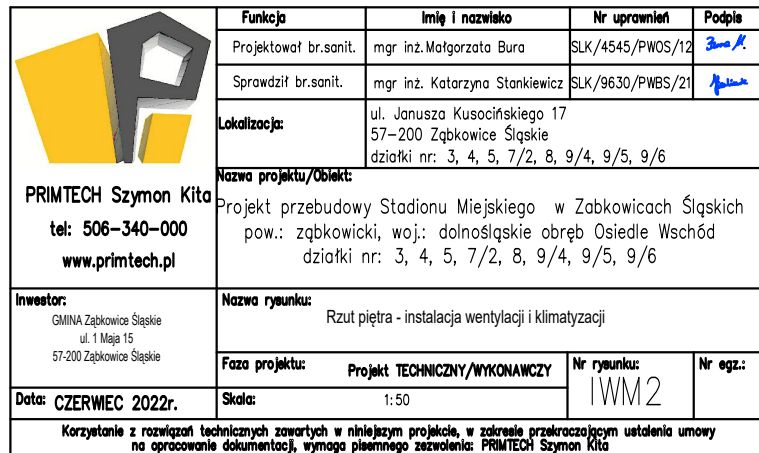 Funkcja Imię i nazwisko Nr uprawnień Podpis
Projektował br.sanit. mgr inż. Małgorzata Bura SLK/4545/PWOS/12
Sprawdził br.sanit. mgr inż. Katarzyna Stankiewicz SLK/9630/PWBS/21
Lokalizacja:
ul. Janusza Kusocińskiego 17
57-200 Ząbkowice Śląskie
działki nr: 3, 4, 5, 7/2, 8, 9/4, 9/5, 9/6
PRIMTECH Szymon Kita
tel: 506-340-000
www.primtech.pl
Nazwa projektu/Obiekt:
Projekt przebudowy Stadionu Miejskiego w Zabkowicach Śląskich
pow.: ząbkowicki, woj.: dolnośląskie obręb Osiedle Wschód
działki nr: 3, 4, 5, 7/2, 8, 9/4, 9/5, 9/6
Inwestor:
GMINA Ząbkowice Śląskie
ul. 1 Maja 15
57-200 Ząbkowice Śląskie
Nazwa rysunku:
Rzut piętra - instalacja wentylacji i klimatyzacji
Faza projektu: Projekt TECHNICZNY/WYKONAWCZY
Nr rysunku:
IWM2
Nr egz.:
Data: CZERWIEC 2022r.
Skala: 1:50
Korzystanie z rozwiązań technicznych zawartych w niniejszym projekcie, w zakresie przekraczającym ustalenia umowy
na opracowanie dokumentacji, wymaga pisemnego zezwolenia: PRIMTECH Szymon Kita